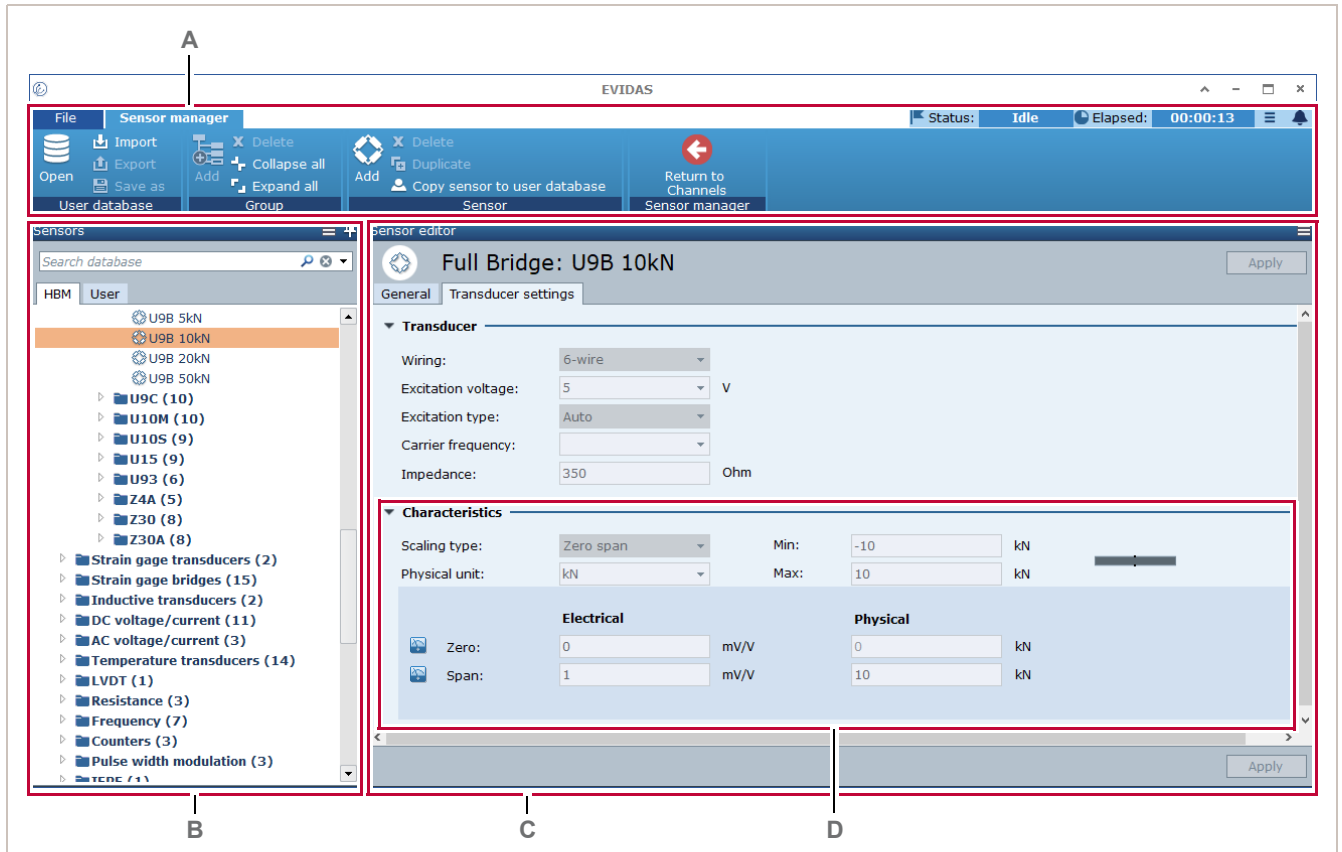 A
EVIDAS
File Sensor manager Status: Idle Elapsed: 00:00:13
Import X Delete X Delete
Export Collapse all Duplicate
Open Save as Add Expand all Add Copy sensor to user database Return to Channels
User database Group Sensor Sensor manager
Sensors
Search database
HBM User
U9B 5kN
U9B 10kN
U9B 20kN
U9B 50kN
U9C (10)
U10M (10)
U10S (9)
U15 (9)
U93 (6)
Z4A (5)
Z30 (8)
Z30A (8)
Strain gage transducers (2)
Strain gage bridges (15)
Inductive transducers (2)
DC voltage/current (11)
AC voltage/current (3)
Temperature transducers (14)
LVDT (1)
Resistance (3)
Frequency (7)
Counters (3)
Pulse width modulation (3)
IEPE (1)
Sensor editor
Full Bridge: U9B 10kN Apply
General Transducer settings
Transducer
Wiring: 6-wire
Excitation voltage: 5 V
Excitation type: Auto
Carrier frequency:
Impedance: 350 Ohm
Characteristics
Scaling type: Zero span Min: -10 kN
Physical unit: kN Max: 10 kN
Electrical Physical
Zero: 0 mV/V 0 kN
Span: 1 mV/V 10 kN
Apply
B C D